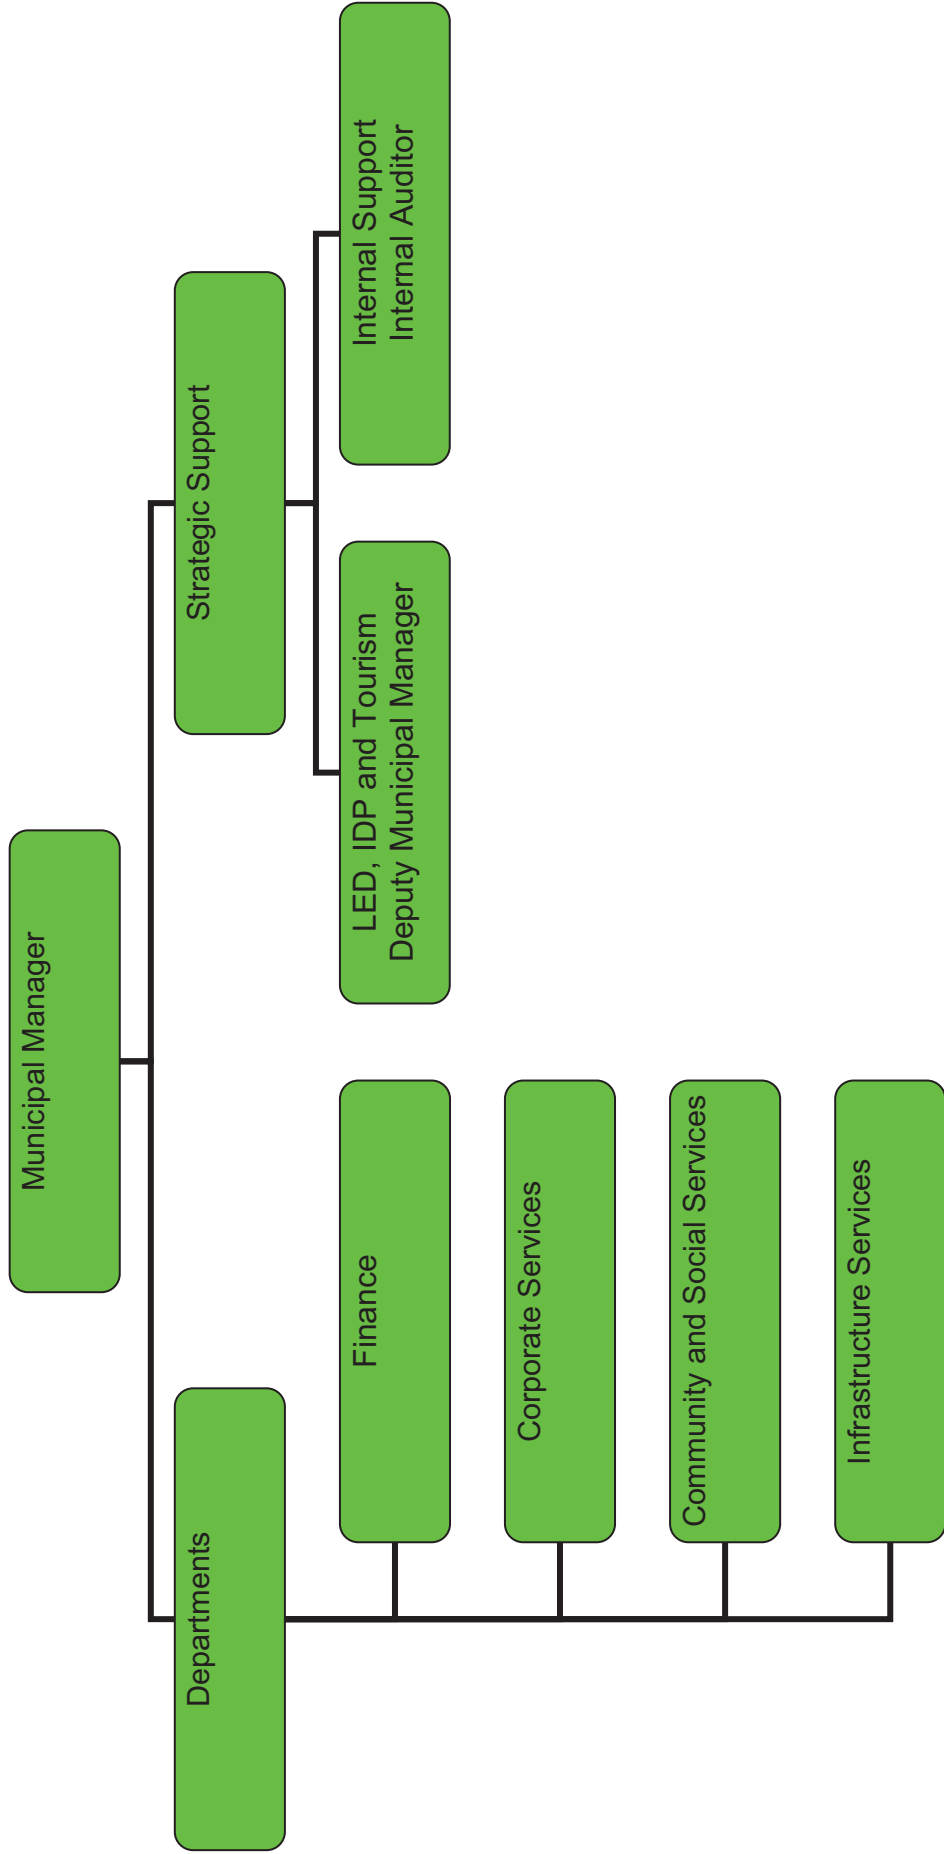 Municipal Manager
Departments
Strategic Support
Finance
Corporate Services
Community and Social Services
Infrastructure Services
LED, IDP and Tourism
Deputy Municipal Manager
Internal Support
Internal Auditor